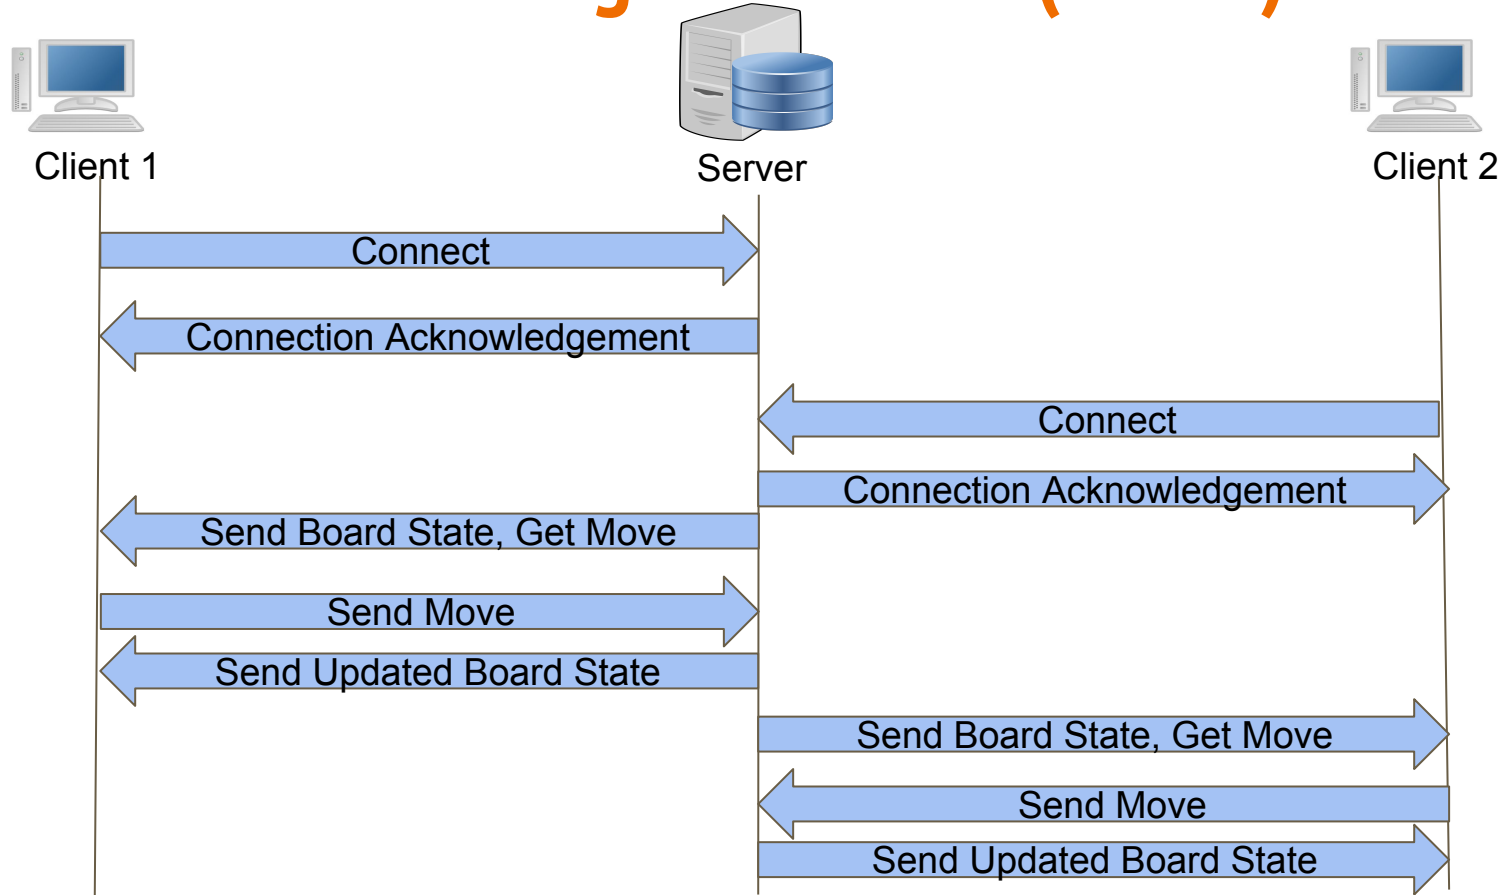 Client 1
Server
Client 2
Connect
Connection Acknowledgement
Connect
Connection Acknowledgement
Send Board State, Get Move
Send Move
Send Updated Board State
Send Board State, Get Move
Send Move
Send Updated Board State